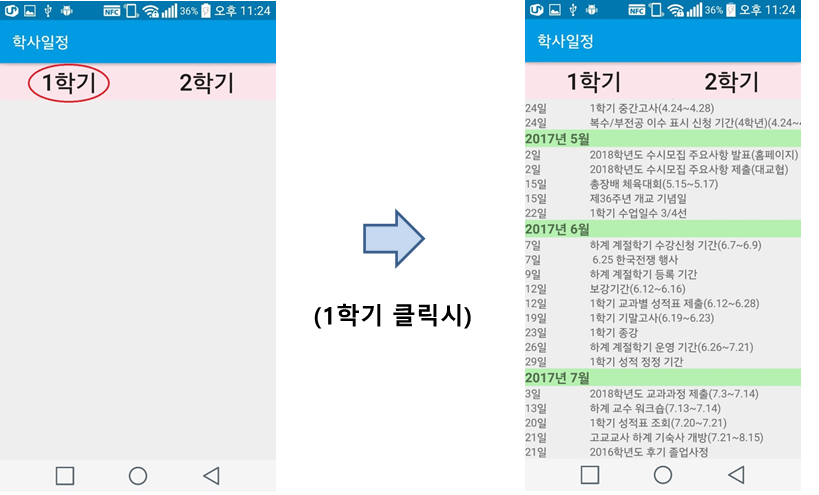 NFC 36% 오후 11:24
학사일정
1학기 2학기
(1학기 클릭시)
NFC 36% 오후 11:24
학사일정
1학기 2학기
24일 1학기 중간고사(4.24~4.28)
24일 복수/부전공 이수 표시 신청 기간(4학년)(4.24~
2017년 5월
2일 2018학년도 수시모집 주요사항 발표(홈페이지)
2일 2018학년도 수시모집 주요사항 제출(대교협)
15일 총장배 체육대회(5.15~5.17)
15일 제36주년 개교 기념일
22일 1학기 수업일수 3/4선
2017년 6월
7일 하계 계절학기 수강신청 기간(6.7~6.9)
7일 6.25 한국전쟁 행사
9일 하계 계절학기 등록 기간
12일 보강기간(6.12~6.16)
12일 1학기 교과별 성적표 제출(6.12~6.28)
19일 1학기 기말고사(6.19~6.23)
23일 1학기 종강
26일 하계 계절학기 운영 기간(6.26~7.21)
29일 1학기 성적 정정 기간
2017년 7월
3일 2018학년도 교과과정 제출(7.3~7.14)
13일 하계 교수 워크숍(7.13~7.14)
20일 1학기 성적표 조회(7.20~7.21)
21일 고교교사 하계 기숙사 개방(7.21~8.15)
21일 2016학년도 후기 졸업사정